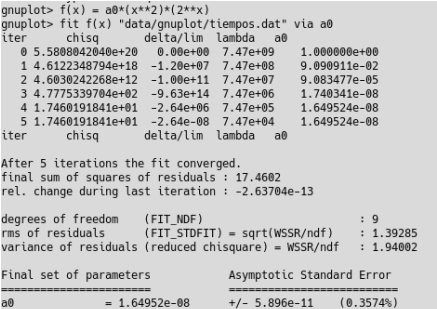 gnuplot> f(x) = a0*(x**2)*(2**x)
gnuplot> fit f(x) "data/gnuplot/tiempos.dat" via a0
iter      chisq       delta/lim  lambda   a0
   0 5.5808042040e+20   0.00e+00  7.47e+09    1.000000e+00
   1 4.6122348794e+18  -1.20e+07  7.47e+08    9.090911e-02
   2 4.6030242268e+12  -1.00e+11  7.47e+07    9.083477e-05
   3 4.7775339704e+02  -9.63e+14  7.47e+06    1.740341e-08
   4 1.7460191841e+01  -2.64e+06  7.47e+05    1.649524e-08
   5 1.7460191841e+01  -2.64e-08  7.47e+04    1.649524e-08
iter      chisq       delta/lim  lambda   a0
After 5 iterations the fit converged.
final sum of squares of residuals : 17.4602
rel. change during last iteration : -2.63704e-13
degrees of freedom    (FIT_NDF)                        : 9
rms of residuals      (FIT_STDFIT) = sqrt(WSSR/ndf)    : 1.39285
variance of residuals (reduced chisquare) = WSSR/ndf   : 1.94002
Final set of parameters            Asymptotic Standard Error
=======================            ==========================
a0              = 1.64952e-08      +/- 5.896e-11    (0.3574%)